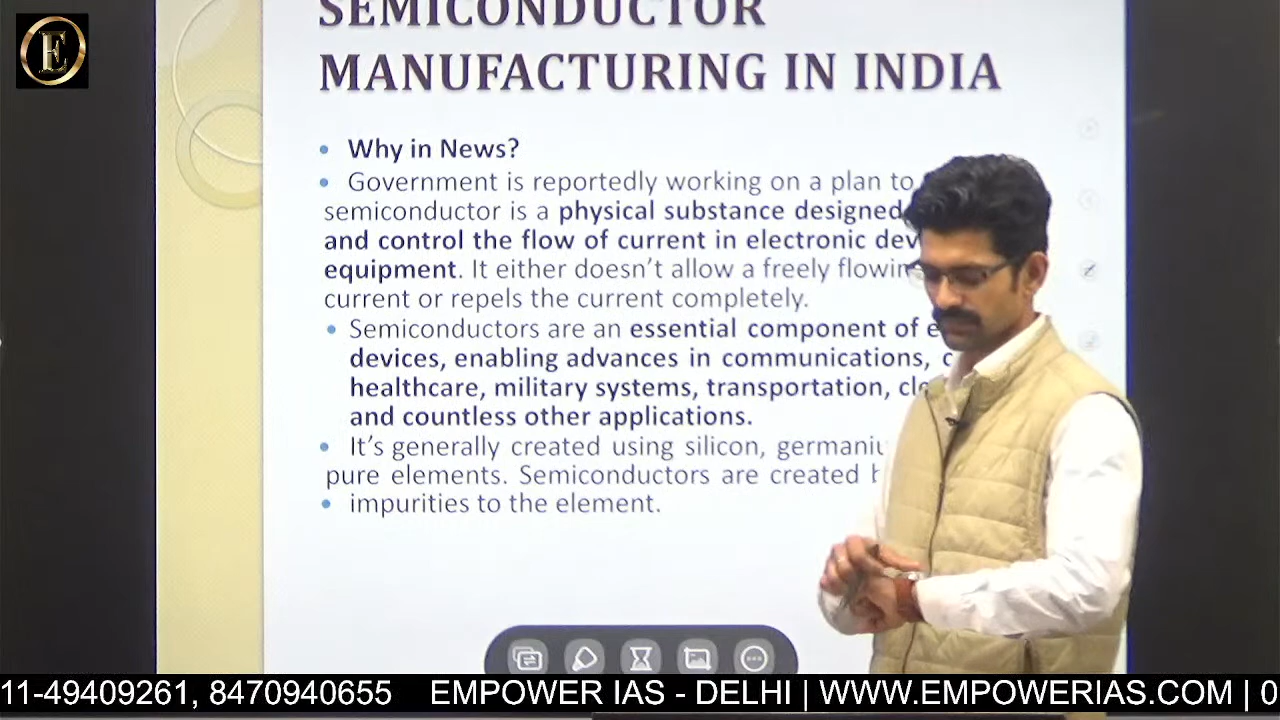 E
SEMICONDUCTOR
MANUFACTURING IN INDIA
• Why in News?
• Government is reportedly working on a plan to
semiconductor is a physical substance designed
and control the flow of current in electronic
equipment. It either doesn't allow a freely
current or repels the current completely.
• Semiconductors are an essential component of
devices, enabling advances in communications,
healthcare, military systems, transportation,
and countless other applications.
• It's generally created using silicon,
pure elements. Semiconductors are created
• impurities to the element.
11-49409261, 8470940655 EMPOWER IAS - DELHI | WWW.EMPOWERIAS.COM | 0